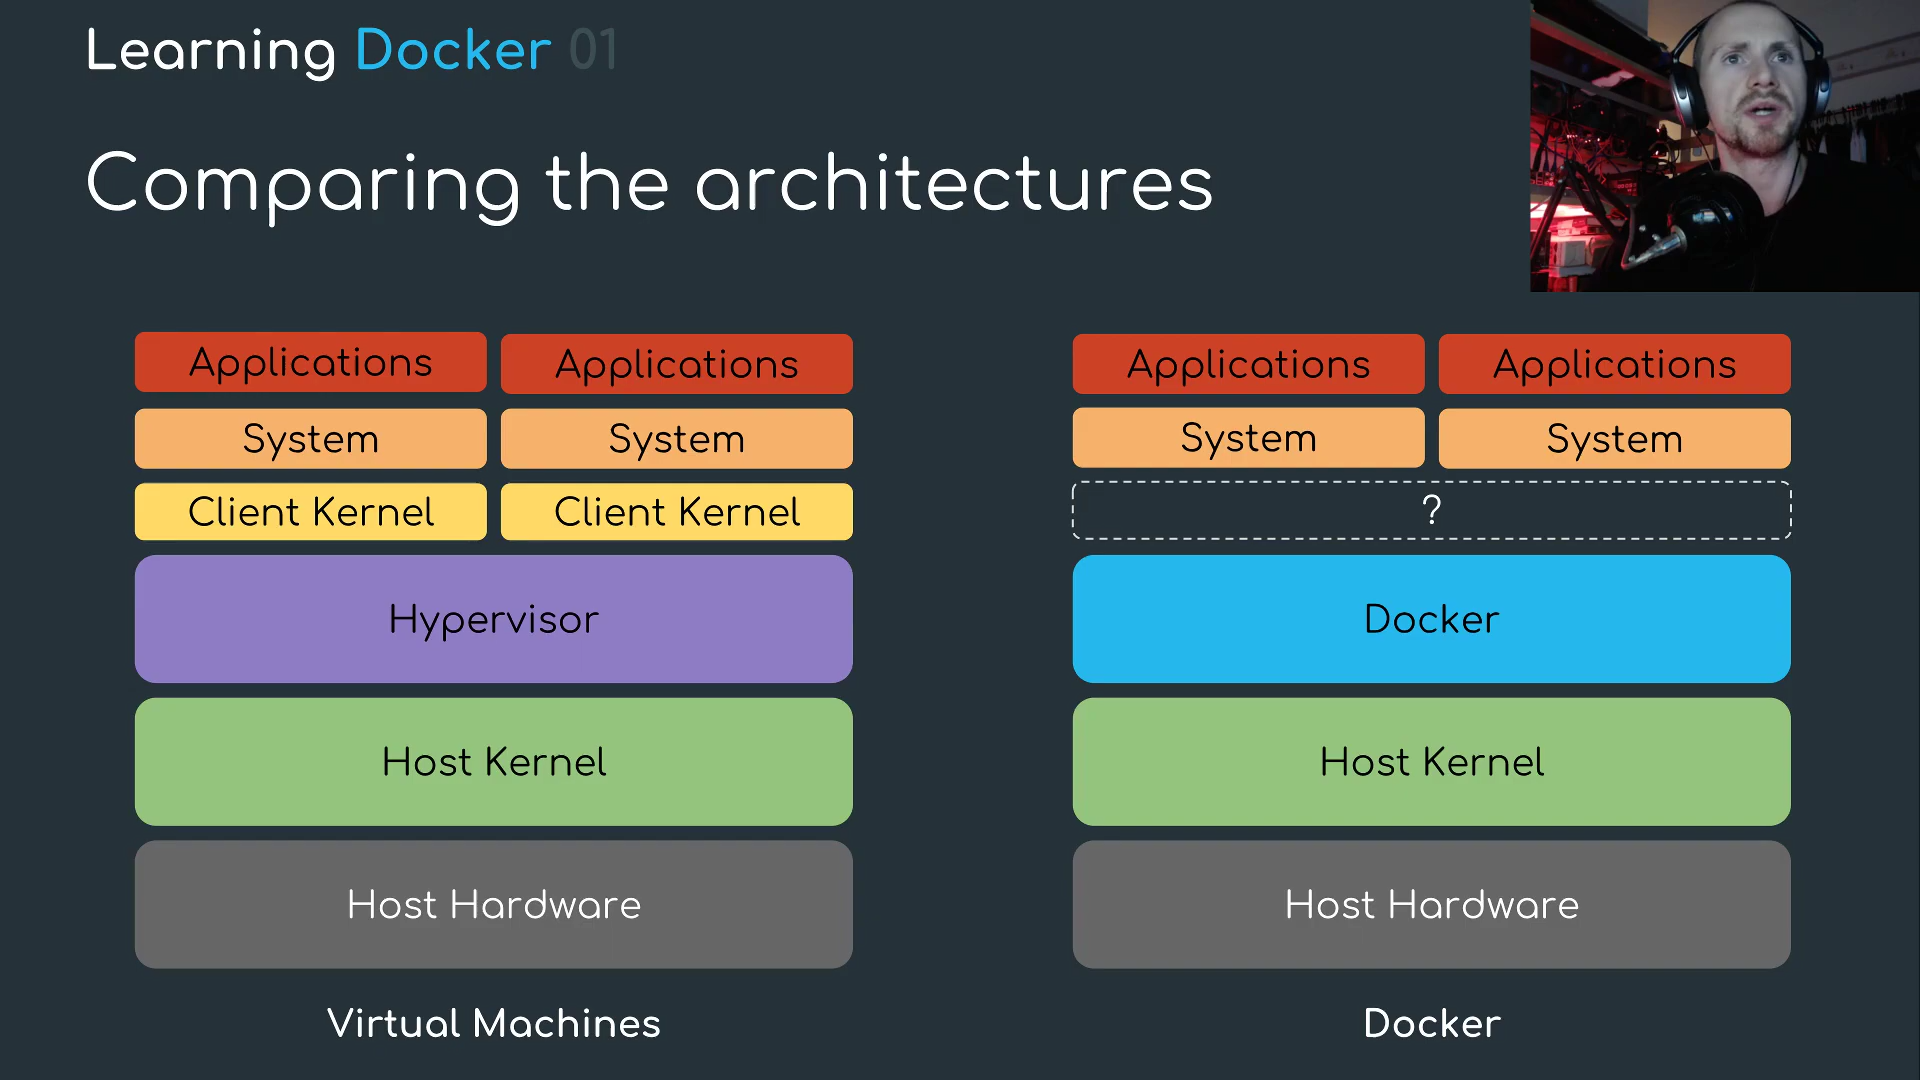 Learning Docker 01
Comparing the architectures
Applications Applications
System System
Client Kernel Client Kernel
Hypervisor
Host Kernel
Host Hardware
Virtual Machines
Applications Applications
System System
?
Docker
Host Kernel
Host Hardware
Docker